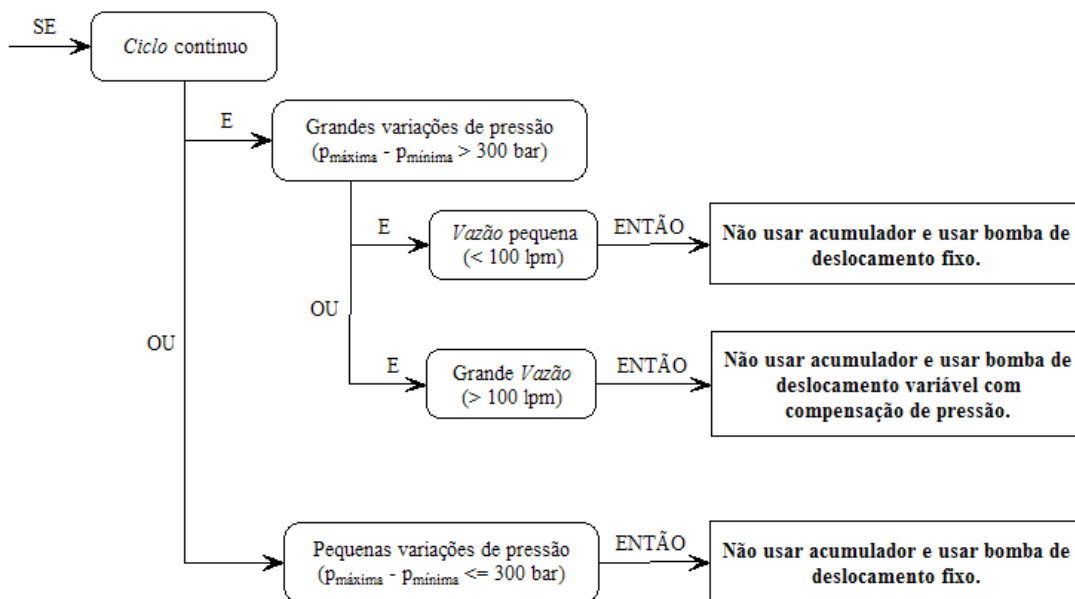 SE
Ciclo continuo
E
Grandes variações de pressão
(pmáxima - pmínima > 300 bar)
E
Vazão pequena
(< 100 lpm)
ENTÃO
Não usar acumulador e usar bomba de
deslocamento fixo.
OU
OU
E
Grande Vazão
(> 100 lpm)
ENTÃO
Não usar acumulador e usar bomba de
deslocamento variável com
compensação de pressão.
Pequenas variações de pressão
(pmáxima - pmínima <= 300 bar)
ENTÃO
Não usar acumulador e usar bomba de
deslocamento fixo.